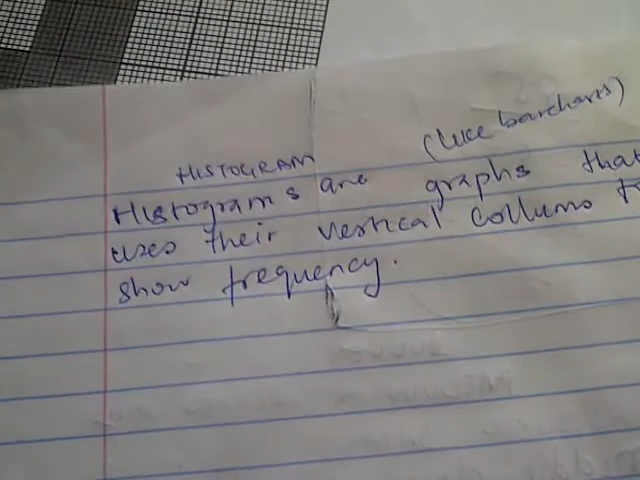 (like barcharts)
HISTOGRAM
Histograms are graphs that
uses their vertical collums to
show frequency.